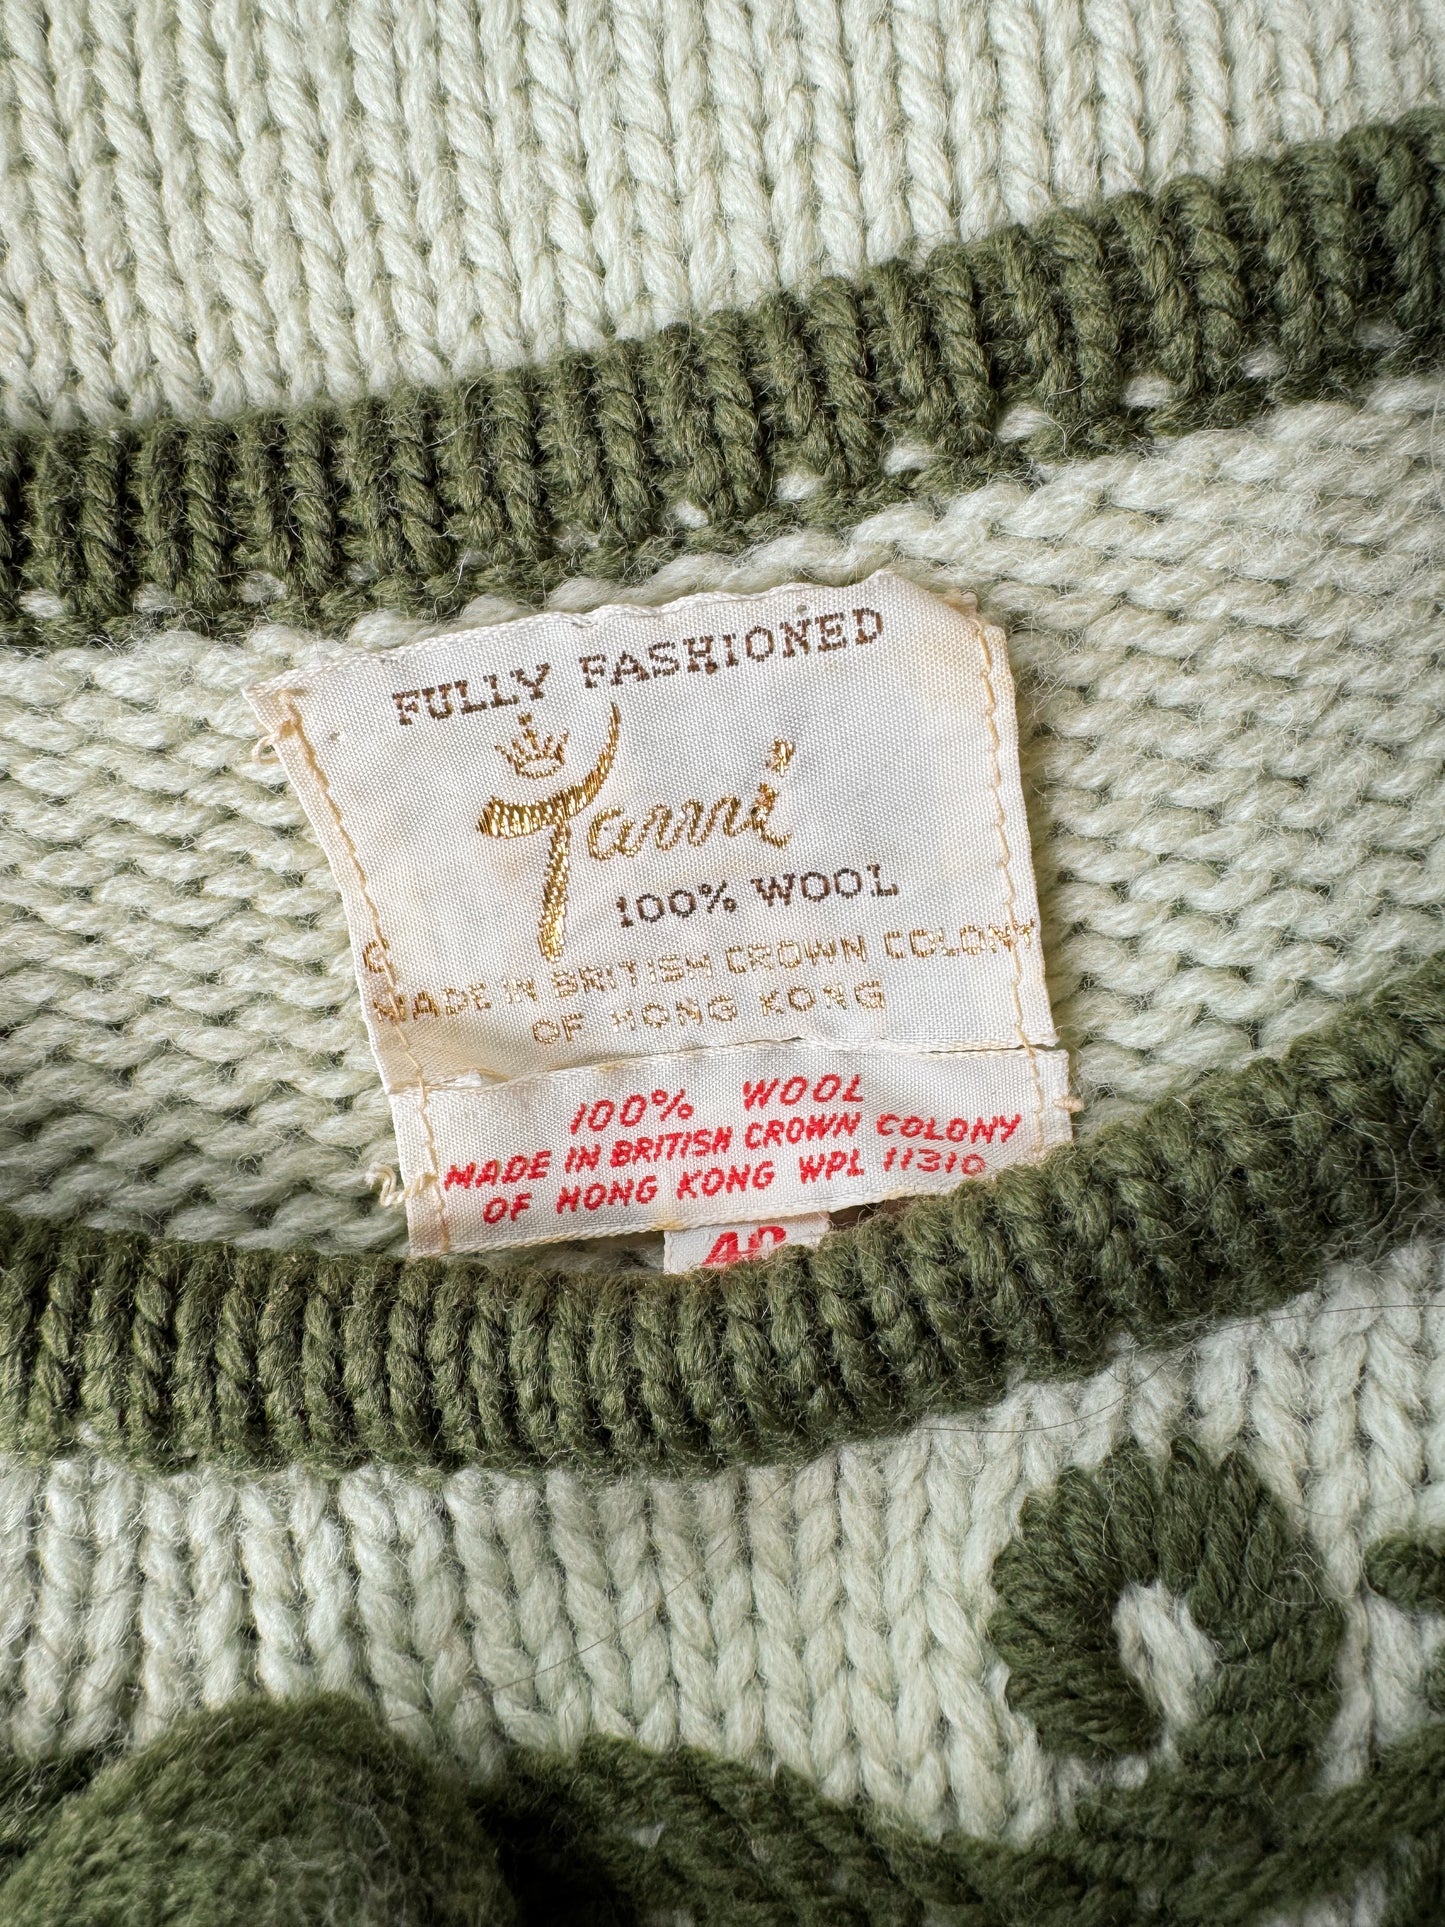 FULLY FASHIONED
Tarri
100% WOOL
MADE IN BRITISH CROWN COLONY
OF HONG KONG
100% WOOL
MADE IN BRITISH CROWN COLONY
OF HONG KONG WPL 11310